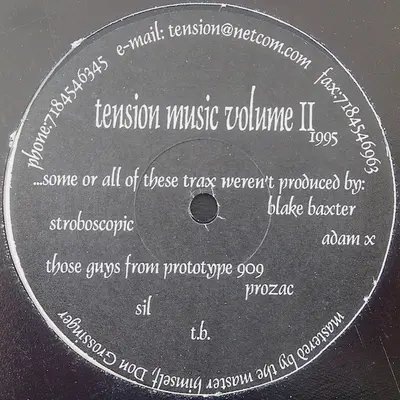 e-mail: tension@netcom.com
phone:7184546345
fax:7184546963
tension music volume II
1995
...some or all of these trax weren't produced by:
blake baxter
stroboscopic
adam x
those guys from prototype 909
prozac
sil
t.b.
mastered by the master himself, Don Grossinger